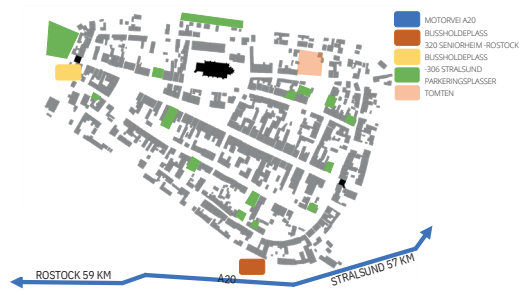 MOTORVEI A20
BUSSHOLDEPLASS
320 SENIORHEIM -ROSTOCK
BUSSHOLDEPLASS
-306 STRALSUND
PARKERINGSPLASSER
TOMTEN
ROSTOCK 59 KM
A20
STRALSUND 57 KM